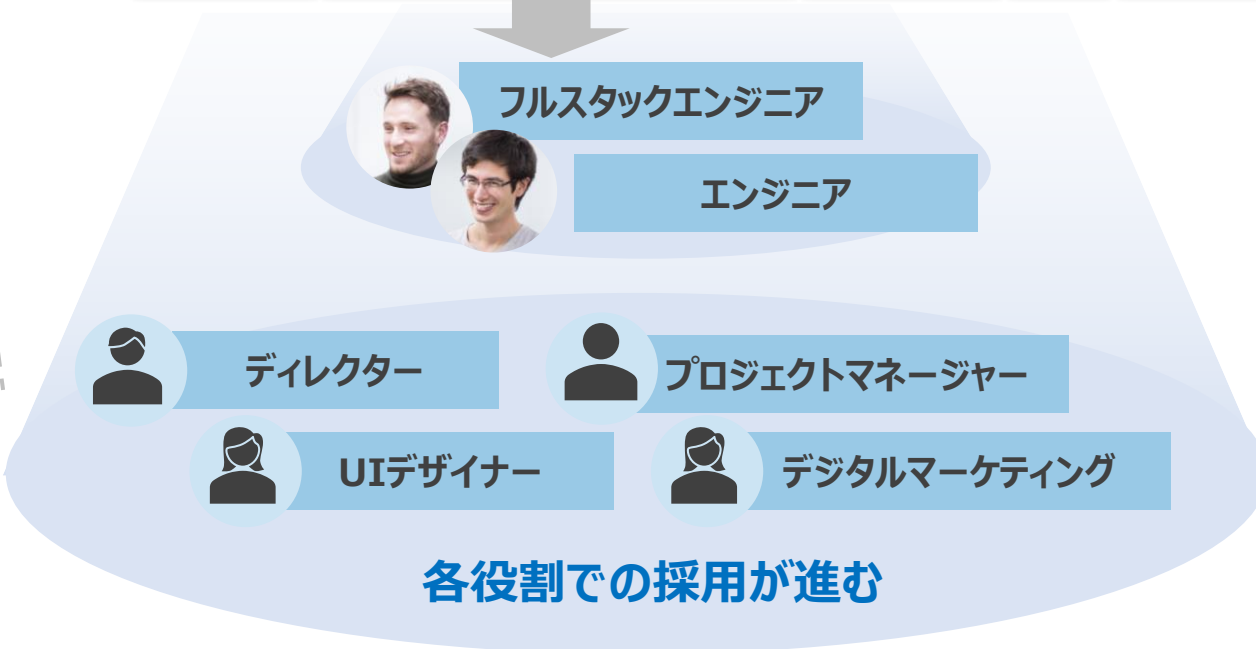 フルスタックエンジニア
エンジニア
ディレクター
プロジェクトマネージャー
UIデザイナー
デジタルマーケティング
各役割での採用が進む